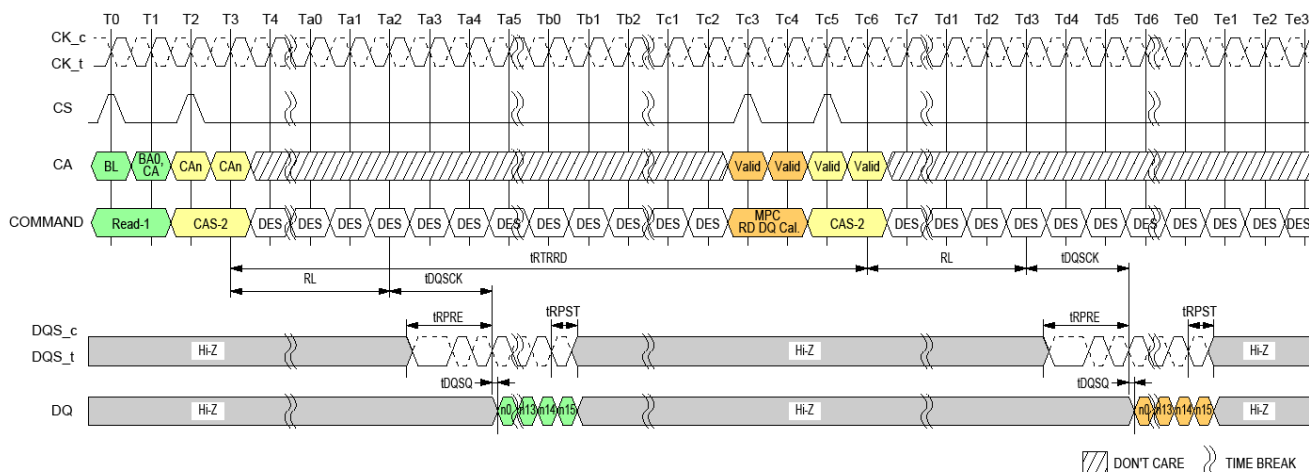 T0 T1 T2 T3 T4 Ta0 Ta1 Ta2 Ta3 Ta4 Ta5 Tb0 Tb1 Tb2 Tc1 Tc2 Tc3 Tc4 Tc5 Tc6 Tc7 Td1 Td2 Td3 Td4 Td5 Td6 Te0 Te1 Te2 Te3
CK_c
CK_t
CS
CA BL BA0, CA CAn CAn Valid Valid Valid Valid
COMMAND Read-1 CAS-2 DES DES DES DES DES DES DES DES DES DES DES DES MPC RD DQ Cal. CAS-2 DES DES DES DES DES DES DES DES DES DES DES
tRTRRD
RL tDQSCK RL tDQSCK
tRPRE tRPST tRPRE tRPST
DQS_c
DQS_t
Hi-Z Hi-Z Hi-Z
tDQSQ tDQSQ
DQ Hi-Z n0 n13 n14 n15 Hi-Z n0 n13 n14 n15 Hi-Z
DON'T CARE TIME BREAK